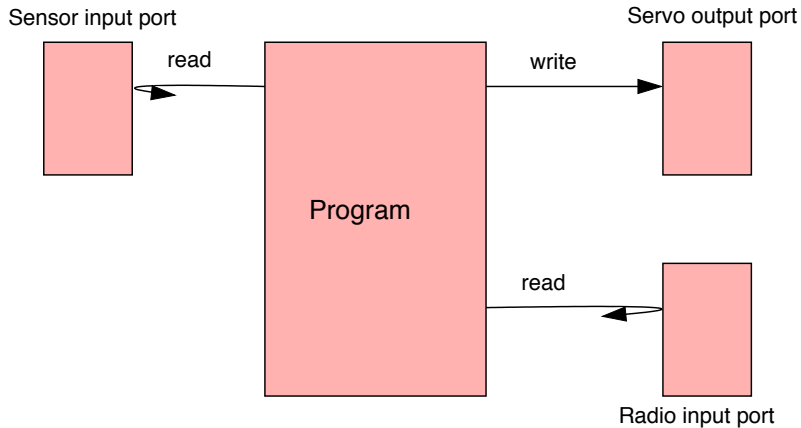 Sensor input port
Servo output port
read
write
Program
read
Radio input port